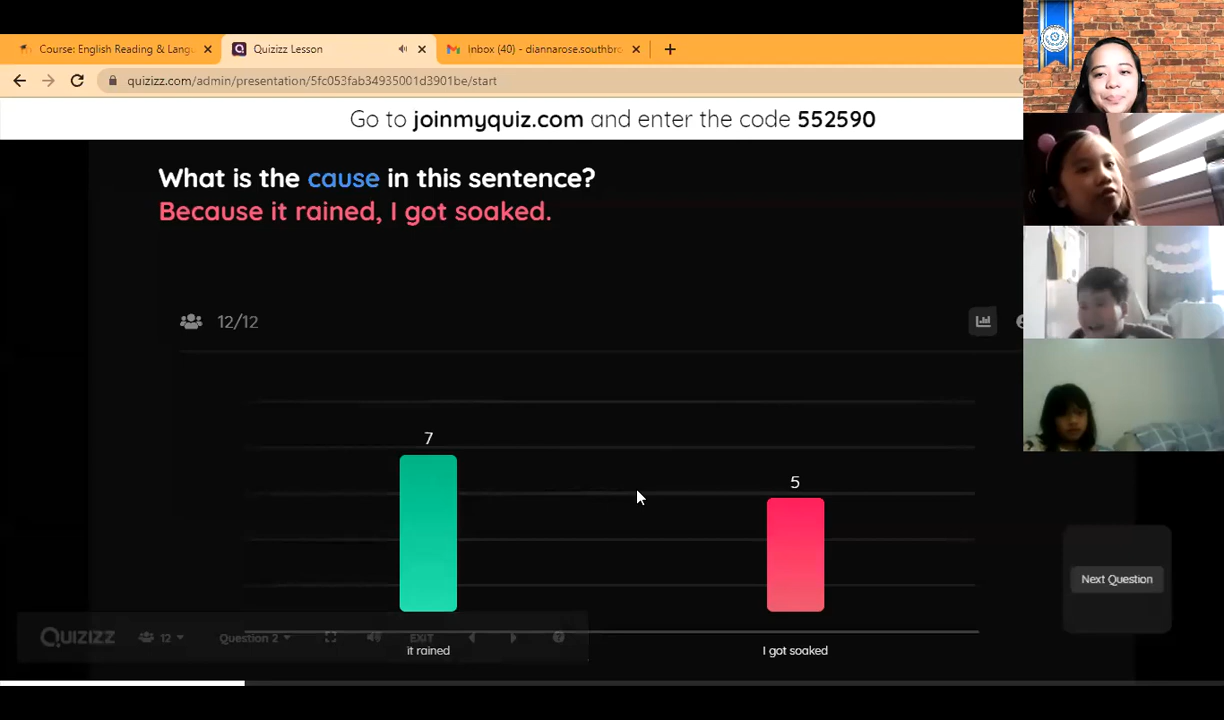 Course: English Reading & Langu
Quizizz Lesson
Inbox (40) - diannarose.southbro
quizizz.com/admin/presentation/5fc053fab34935001d3901be/start
Go to joinmyquiz.com and enter the code 552590
What is the cause in this sentence?
Because it rained, I got soaked.
12/12
7
5
Next Question
QUIZIZZ
12
Question 2
EXIT
it rained
I got soaked